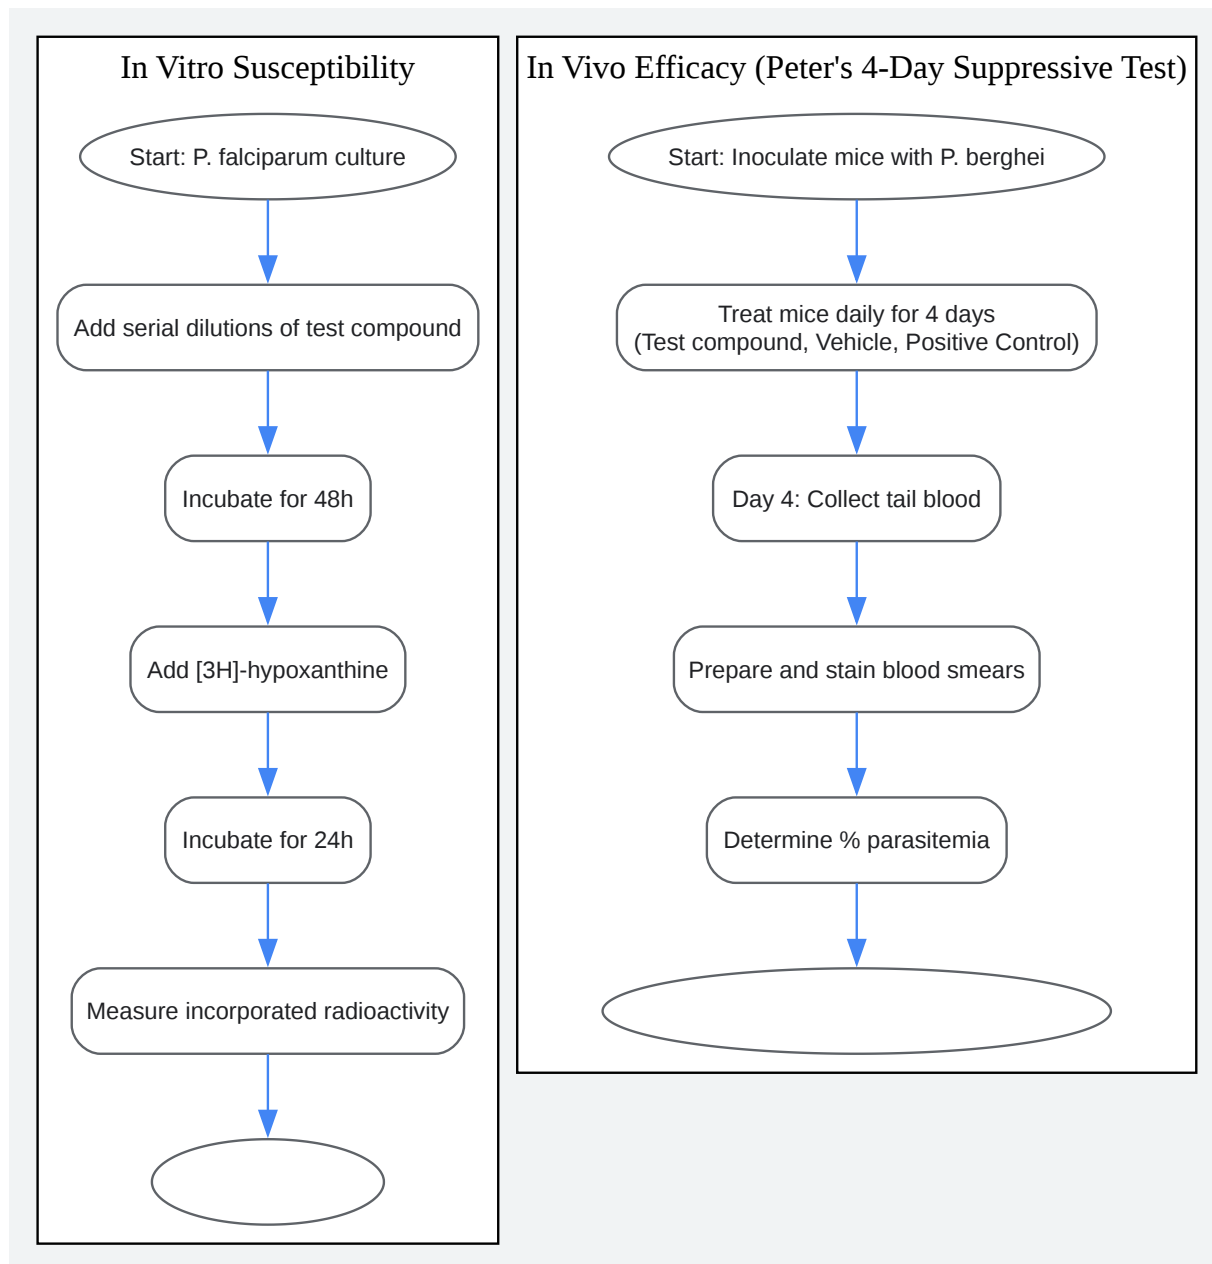 In Vitro Susceptibility
Start: P. falciparum culture
Add serial dilutions of test compound
Incubate for 48h
Add [3H]-hypoxanthine
Incubate for 24h
Measure incorporated radioactivity
In Vivo Efficacy (Peter's 4-Day Suppressive Test)
Start: Inoculate mice with P. berghei
Treat mice daily for 4 days
(Test compound, Vehicle, Positive Control)
Day 4: Collect tail blood
Prepare and stain blood smears
Determine % parasitemia